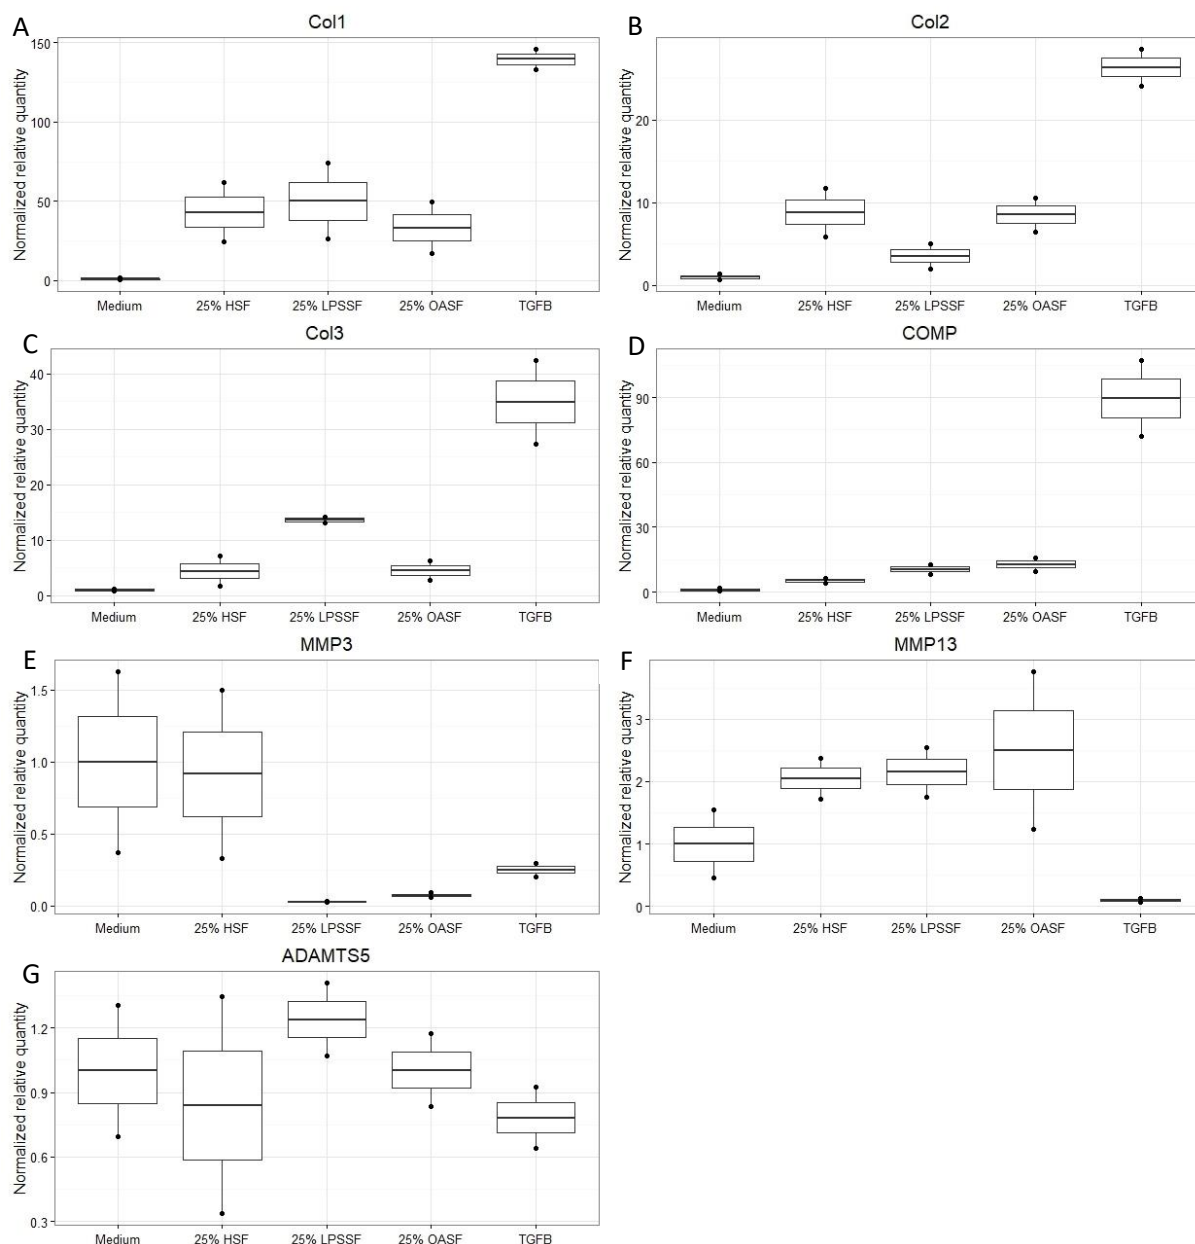 A
Col1
Normalized relative quantity
150
100
50
0
Medium 25% HSF 25% LPSSF 25% OASF TGFB
B
Col2
Normalized relative quantity
20
10
0
Medium 25% HSF 25% LPSSF 25% OASF TGFB
C
Col3
Normalized relative quantity
40
30
20
10
0
Medium 25% HSF 25% LPSSF 25% OASF TGFB
D
COMP
Normalized relative quantity
90
60
30
0
Medium 25% HSF 25% LPSSF 25% OASF TGFB
E
MMP3
Normalized relative quantity
1.5
1.0
0.5
0.0
Medium 25% HSF 25% LPSSF 25% OASF TGFB
F
MMP13
Normalized relative quantity
3
2
1
0
Medium 25% HSF 25% LPSSF 25% OASF TGFB
G
ADAMTS5
Normalized relative quantity
1.2
0.9
0.6
0.3
Medium 25% HSF 25% LPSSF 25% OASF TGFB